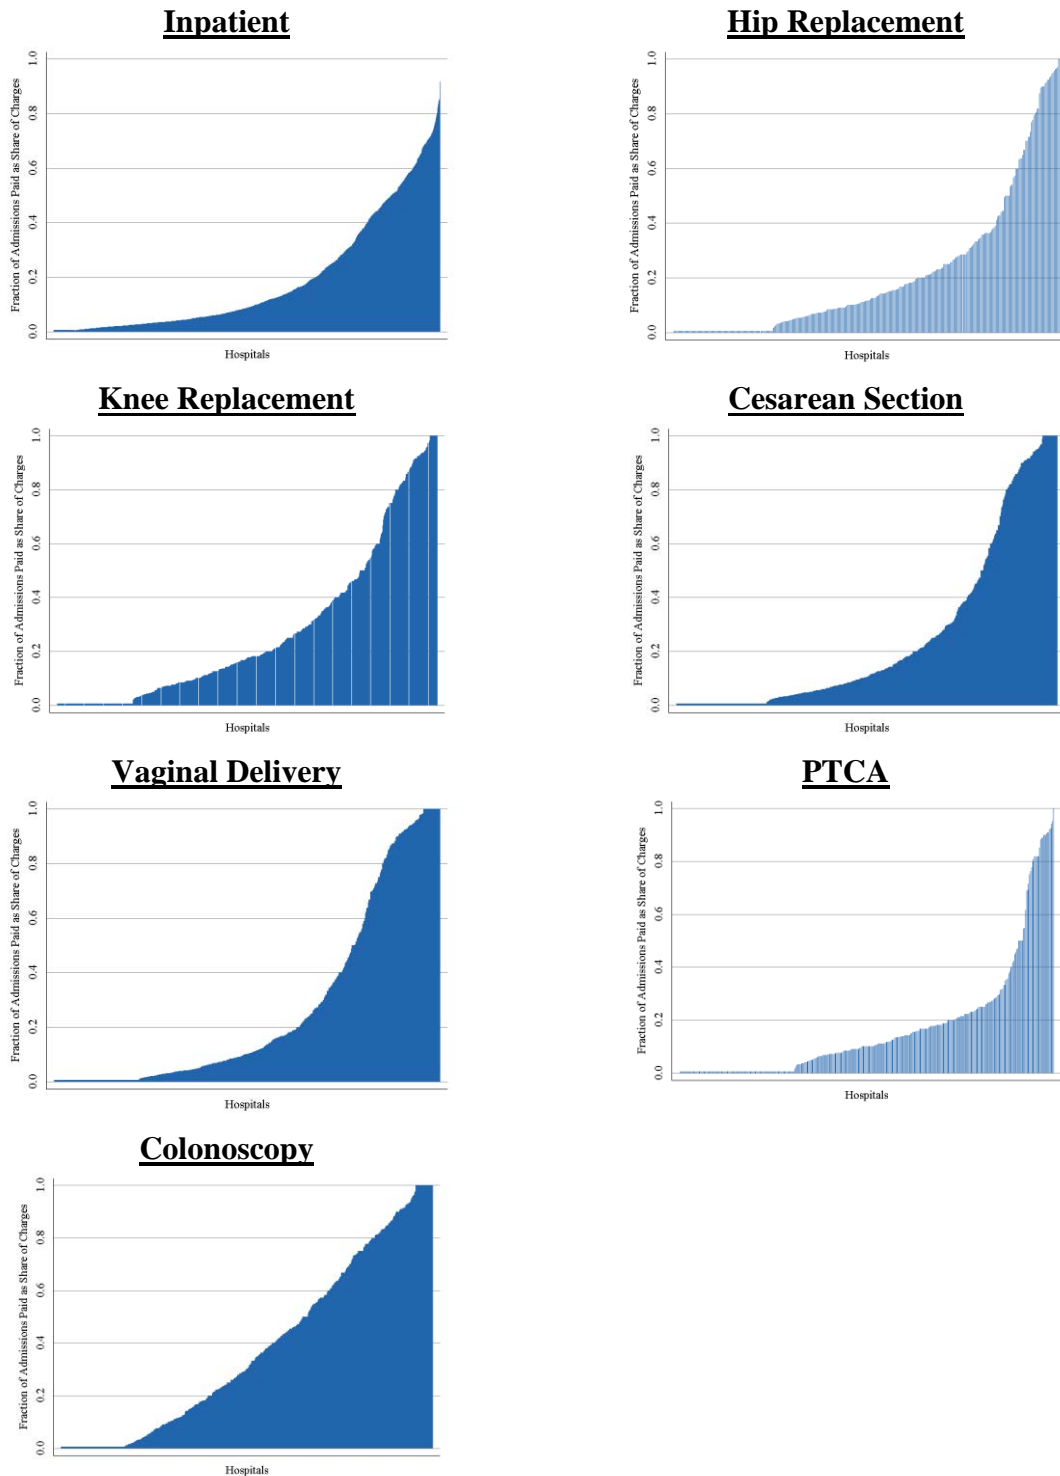 Inpatient
Fraction of Admissions Paid as Share of Charges
1.0
0.8
0.6
0.4
0.2
0.0
Hospitals
Hip Replacement
Fraction of Admissions Paid as Share of Charges
1.0
0.8
0.6
0.4
0.2
0.0
Hospitals
Knee Replacement
Fraction of Admissions Paid as Share of Charges
1.0
0.8
0.6
0.4
0.2
0.0
Hospitals
Cesarean Section
Fraction of Admissions Paid as Share of Charges
1.0
0.8
0.6
0.4
0.2
0.0
Hospitals
Vaginal Delivery
Fraction of Admissions Paid as Share of Charges
1.0
0.8
0.6
0.4
0.2
0.0
Hospitals
PTCA
Fraction of Admissions Paid as Share of Charges
1.0
0.8
0.6
0.4
0.2
0.0
Hospitals
Colonoscopy
Fraction of Admissions Paid as Share of Charges
1.0
0.8
0.6
0.4
0.2
0.0
Hospitals